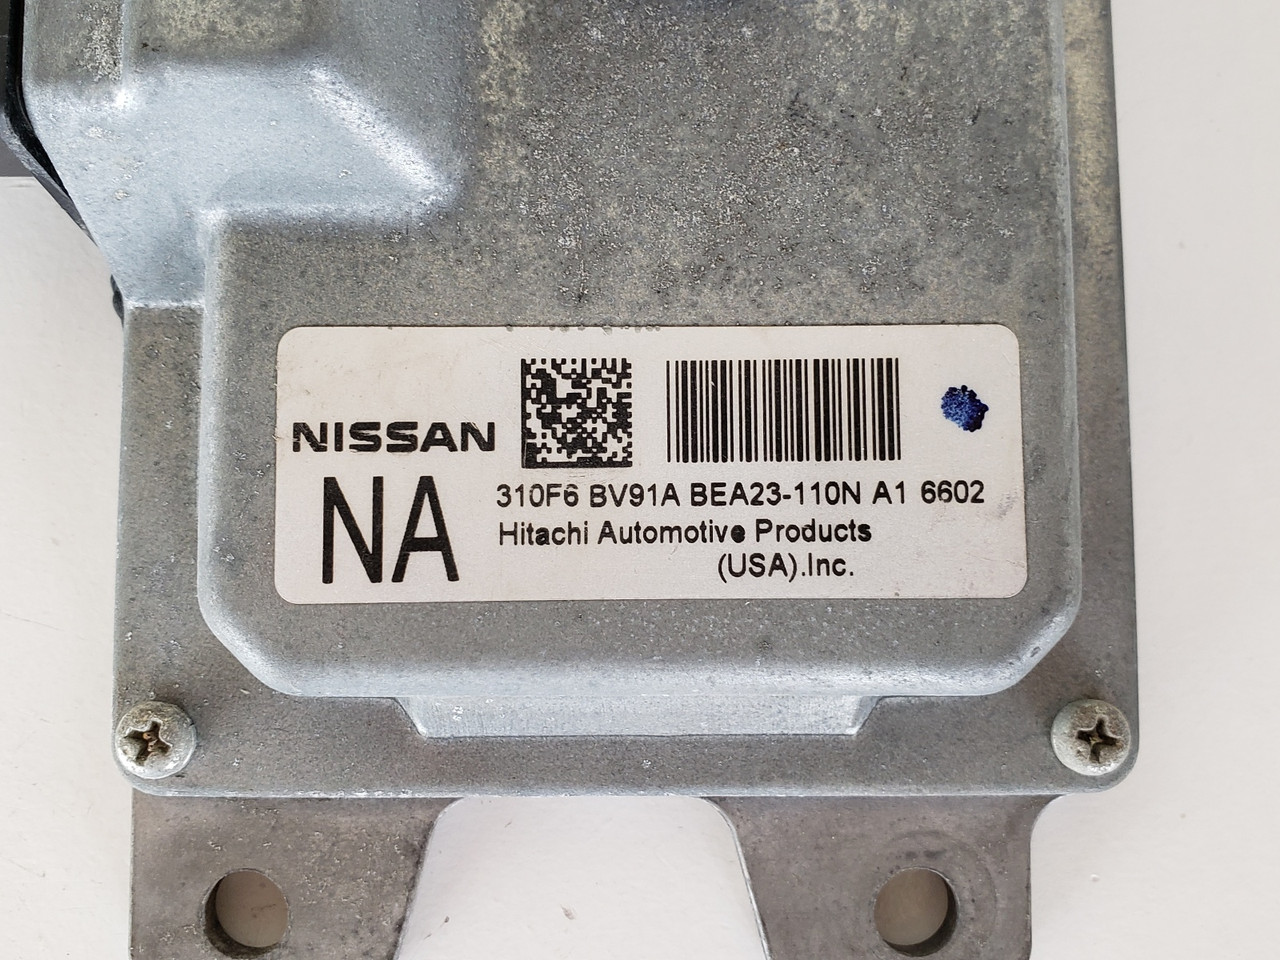 NISSAN
NA
310F6 BV91A BEA23-110N A1 6602
Hitachi Automotive Products
(USA).Inc.